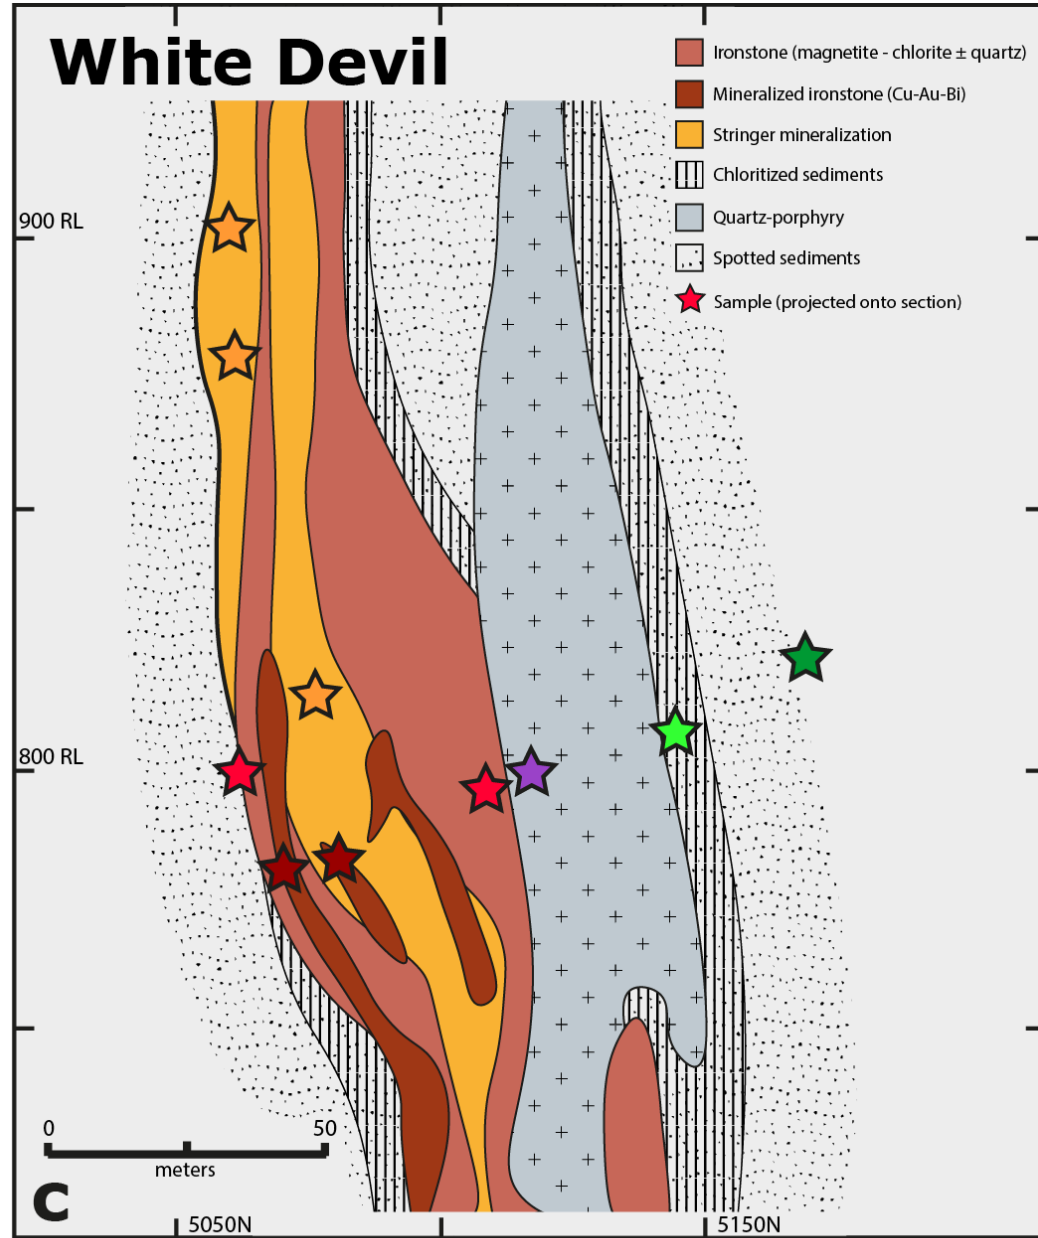 White Devil
Ironstone (magnetite - chlorite ± quartz)
Mineralized ironstone (Cu-Au-Bi)
Stringer mineralization
Chloritized sediments
Quartz-porphyry
Spotted sediments
Sample (projected onto section)
900 RL
800 RL
0 50
meters
c
5050N 5150N